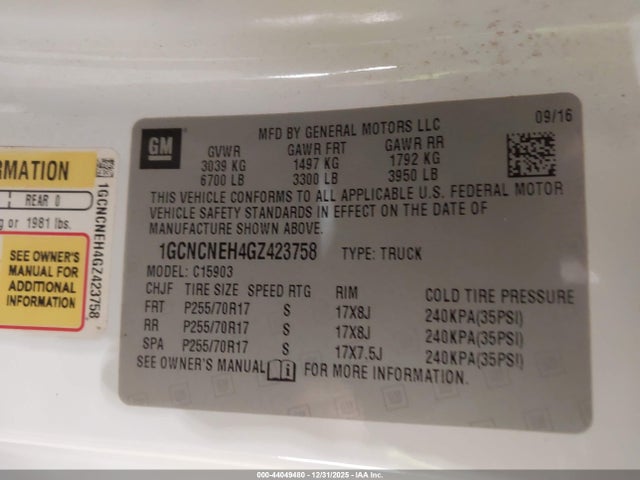 MFD BY GENERAL MOTORS LLC
09/16
GM
GVWR GAWR FRT GAWR RR
3039 KG 1497 KG 1792 KG
6700 LB 3300 LB 3950 LB
THIS VEHICLE CONFORMS TO ALL APPLICABLE U.S. FEDERAL MOTOR
VEHICLE SAFETY STANDARDS IN EFFECT ON THE DATE OF
MANUFACTURE SHOWN ABOVE.
1GCNCNEH4GZ423758 TYPE: TRUCK
MODEL: C15903
CHJF TIRE SIZE SPEED RTG RIM COLD TIRE PRESSURE
FRT P255/70R17 S 17X8J 240KPA(35PSI)
RR P255/70R17 S 17X8J 240KPA(35PSI)
SPA P255/70R17 S 17X7.5J 240KPA(35PSI)
SEE OWNER'S MANUAL i FOR MORE INFORMATION.
RMATION
REAR 0
g or 1981 lbs.
SEE OWNER'S
MANUAL FOR
ADDITIONAL
INFORMATION
1GCNCNEH4GZ423758
000-44049480 - 12/31/2025 - IAA Inc.